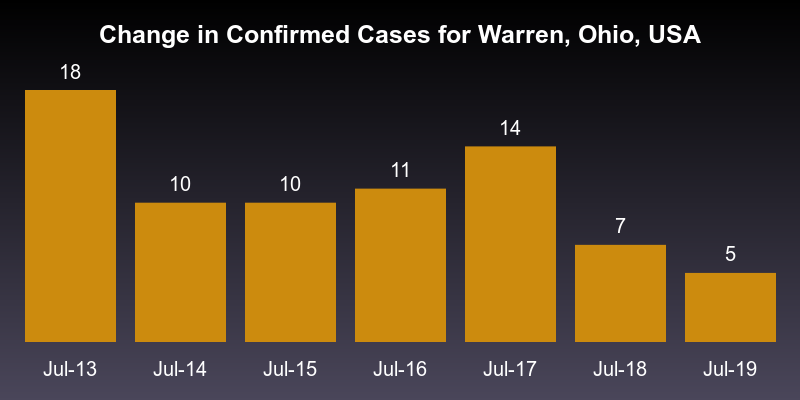 Change in Confirmed Cases for Warren, Ohio, USA
18
10
10
11
14
7
5
Jul-13
Jul-14
Jul-15
Jul-16
Jul-17
Jul-18
Jul-19